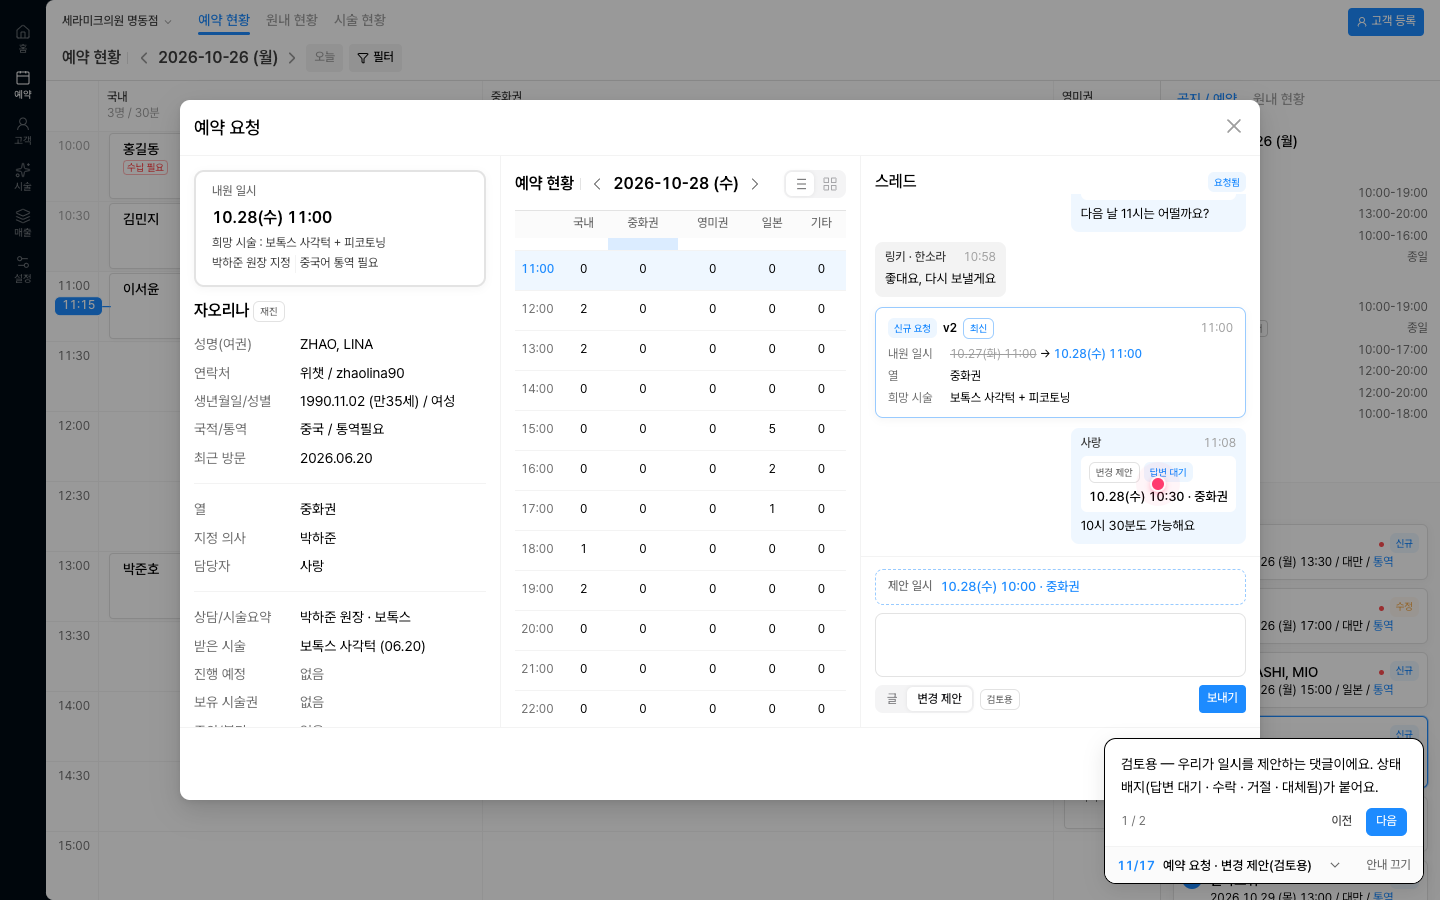 세라미크의원 명동점
예약 현황 원내 현황 시술 현황
고객 등록
예약 현황 2026-10-26 (월) 오늘 필터
홈
예약
고객
시술
매출
설정
국내
3명 / 30분
중화권
영미권
10:00
10:30
11:00
11:15
11:30
12:00
12:30
13:00
13:30
14:00
14:30
15:00
홍길동
수납 필요
김민지
이서윤
박준호
예약 요청
내원 일시
10.28(수) 11:00
희망 시술 : 보톡스 사각턱 + 피코토닝
박하준 원장 지정 중국어 통역 필요
자오리나 재진
성명(여권) ZHAO, LINA
연락처 위챗 / zhaolina90
생년월일/성별 1990.11.02 (만35세) / 여성
국적/통역 중국 / 통역필요
최근 방문 2026.06.20
열 중화권
지정 의사 박하준
담당자 사랑
상담/시술요약 박하준 원장 · 보톡스
받은 시술 보톡스 사각턱 (06.20)
진행 예정 없음
보유 시술권 없음
예약 현황 2026-10-28 (수)
국내 중화권 영미권 일본 기타
11:00 0 0 0 0 0
12:00 2 0 0 0 0
13:00 2 0 0 0 0
14:00 0 0 0 0 0
15:00 0 0 0 5 0
16:00 0 0 0 2 0
17:00 0 0 0 1 0
18:00 1 0 0 0 0
19:00 2 0 0 0 0
20:00 0 0 0 0 0
21:00 0 0 0 0 0
22:00 0 0 0 0 0
스레드 요청됨
다음 날 11시는 어떨까요?
링키 · 한소라 10:58
좋대요, 다시 보낼게요
신규 요청 v2 최신 11:00
내원 일시 10.27(화) 11:00 → 10.28(수) 11:00
열 중화권
희망 시술 보톡스 사각턱 + 피코토닝
사랑 11:08
변경 제안 답변 대기
10.28(수) 10:30 · 중화권
10시 30분도 가능해요
제안 일시 10.28(수) 10:00 · 중화권
글 변경 제안 검토용
보내기
공지 / 예약 원내 현황
26 (월)
10:00-19:00
13:00-20:00
10:00-16:00
종일
10:00-19:00
종일
10:00-17:00
12:00-20:00
12:00-20:00
10:00-18:00
신규
26 (월) 13:30 / 대만 / 통역
수정
26 (월) 17:00 / 대만 / 통역
ASHI, MIO 신규
26 (월) 15:00 / 일본 / 통역
신규
검토용 — 우리가 일시를 제안하는 댓글이에요. 상태
배지(답변 대기 · 수락 · 거절 · 대체됨)가 붙어요.
1 / 2 이전 다음
11/17 예약 요청 · 변경 제안(검토용) 안내 끄기
2026.10.29 (목) 13:00 / 대만 / 통역